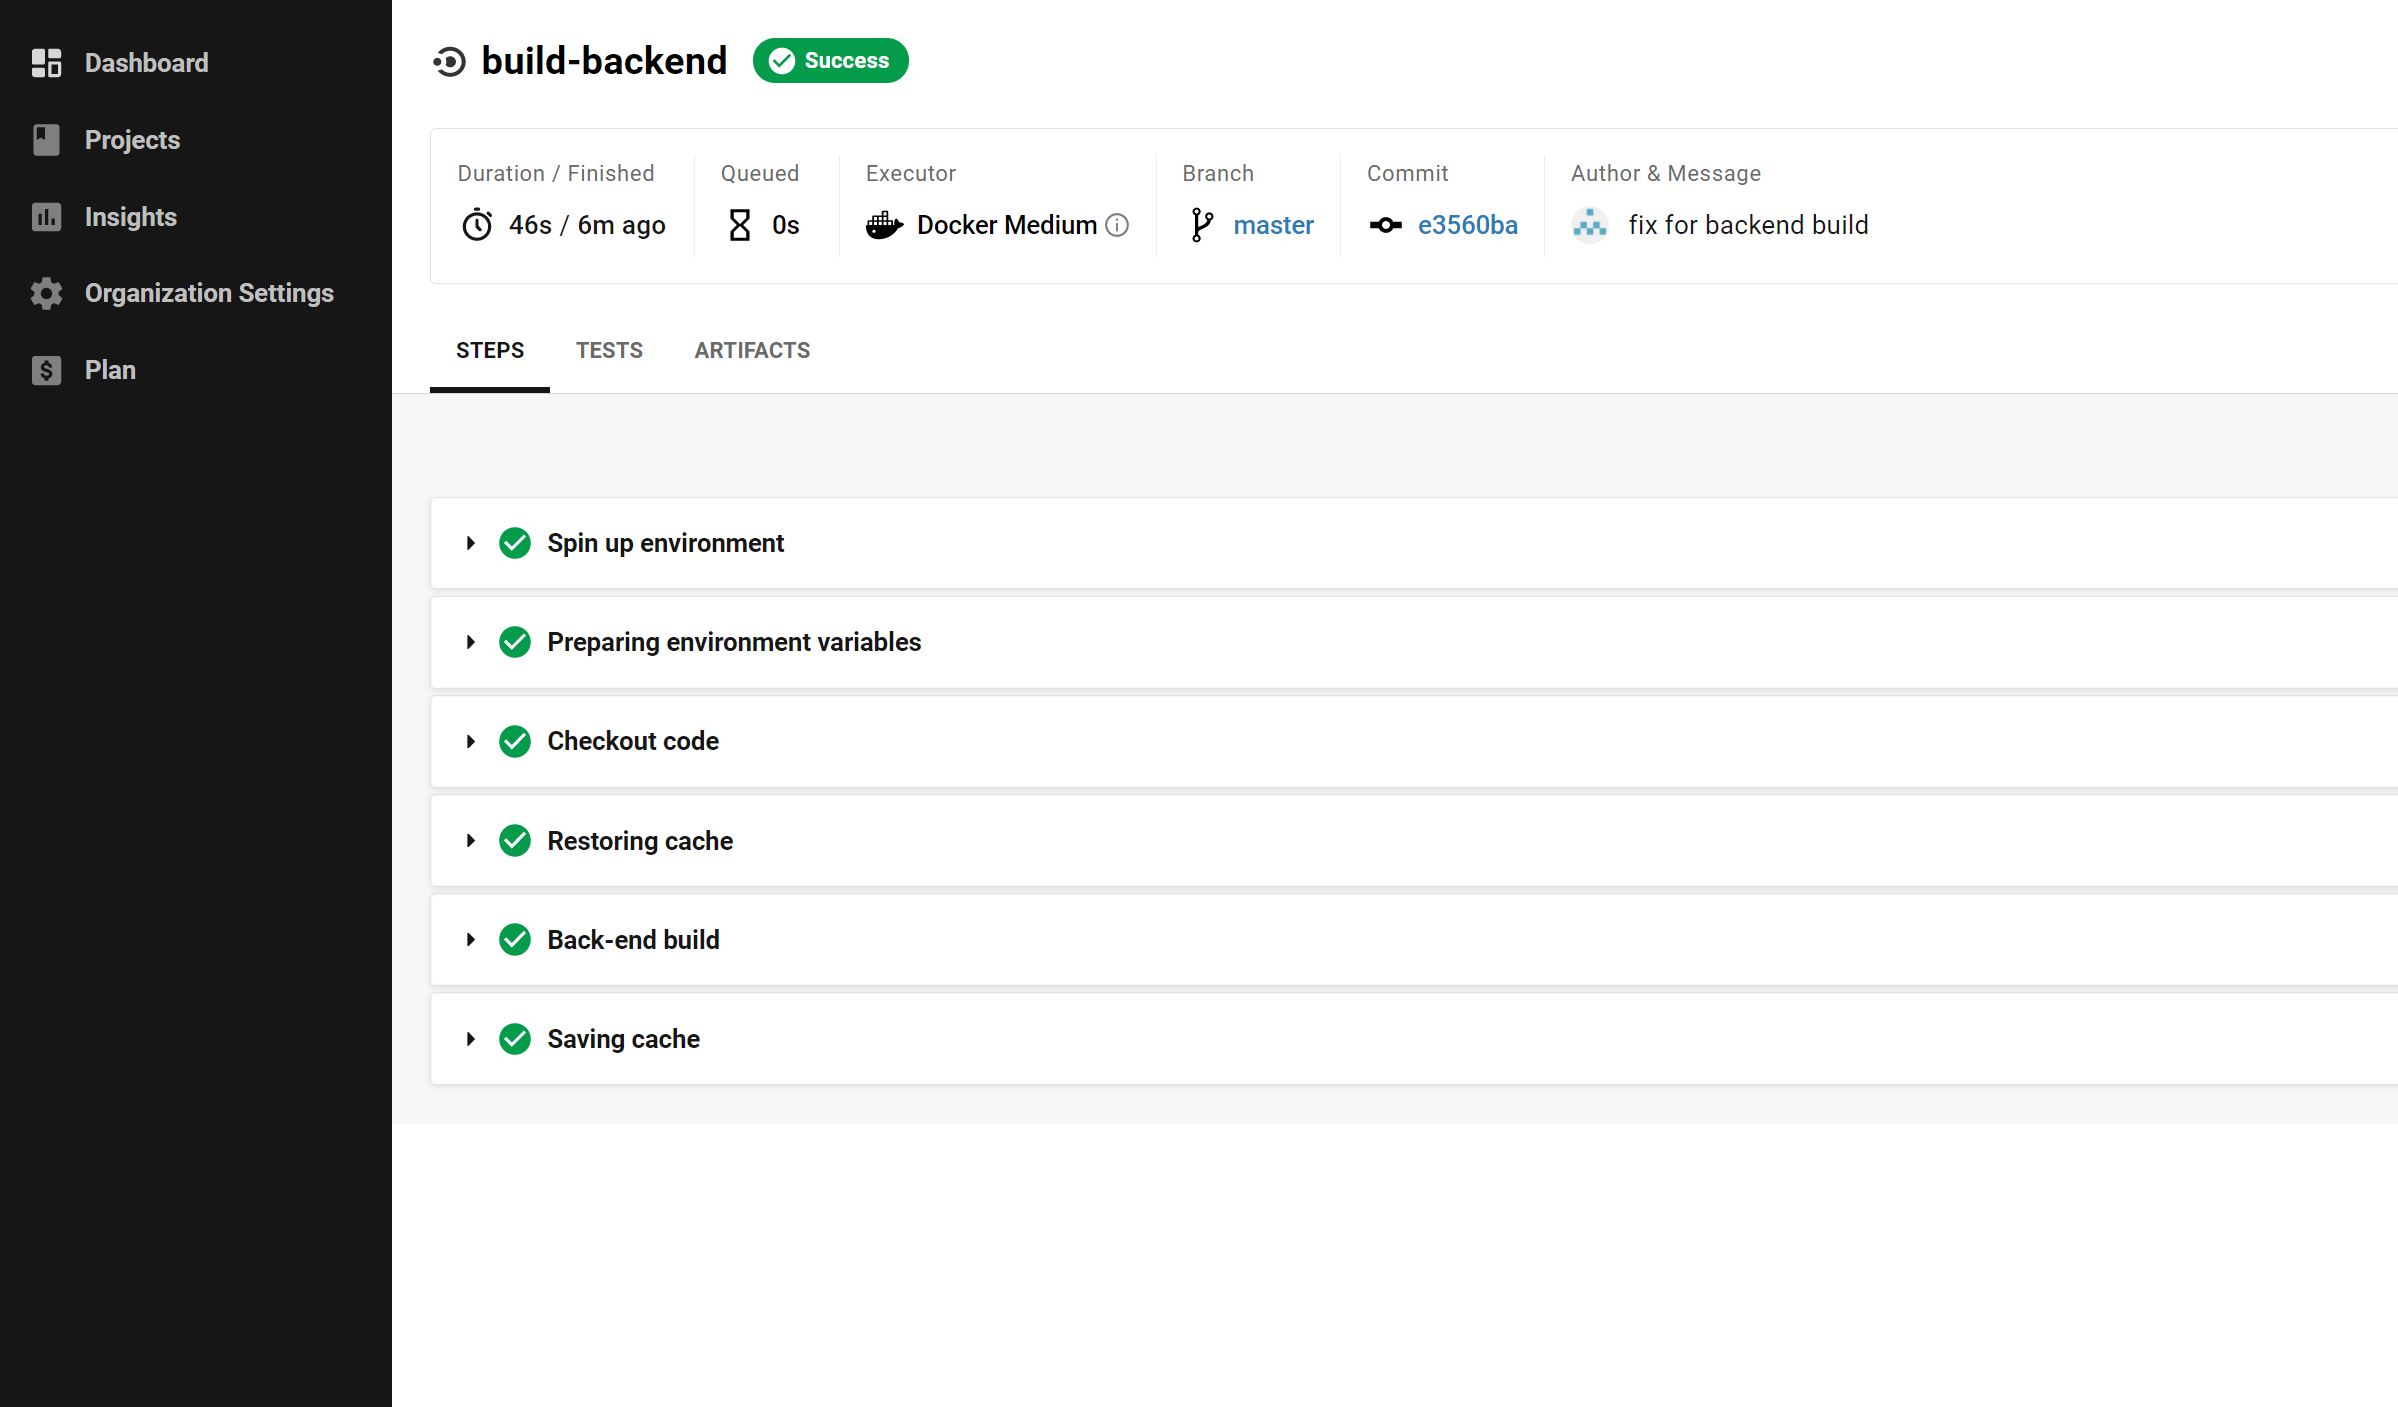 Dashboard
Projects
Insights
Organization Settings
Plan
build-backend Success
Duration / Finished Queued Executor Branch Commit Author & Message
46s / 6m ago 0s Docker Medium master e3560ba fix for backend build
STEPS TESTS ARTIFACTS
Spin up environment
Preparing environment variables
Checkout code
Restoring cache
Back-end build
Saving cache